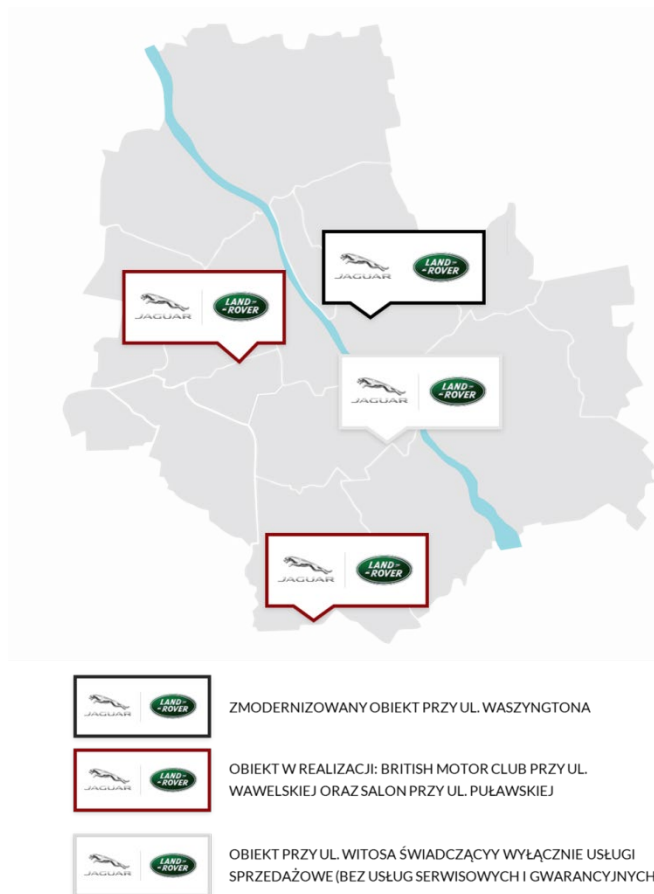 JAGUAR LAND-
-ROVER
JAGUAR LAND-
-ROVER
JAGUAR LAND-
-ROVER
JAGUAR LAND-
-ROVER
JAGUAR LAND-
-ROVER
ZMODERNIZOWANY OBIEKT PRZY UL. WASZYNGTONA
JAGUAR LAND-
-ROVER
OBIEKT W REALIZACJI: BRITISH MOTOR CLUB PRZY UL.
WAWELSKIEJ ORAZ SALON PRZY UL. PUŁAWSKIEJ
JAGUAR LAND-
-ROVER
OBIEKT PRZY UL. WITOSA ŚWIADCZĄCYY WYŁĄCZNIE USŁUGI
SPRZEDAŻOWE (BEZ USŁUG SERWISOWYCH I GWARANCYJNYCH